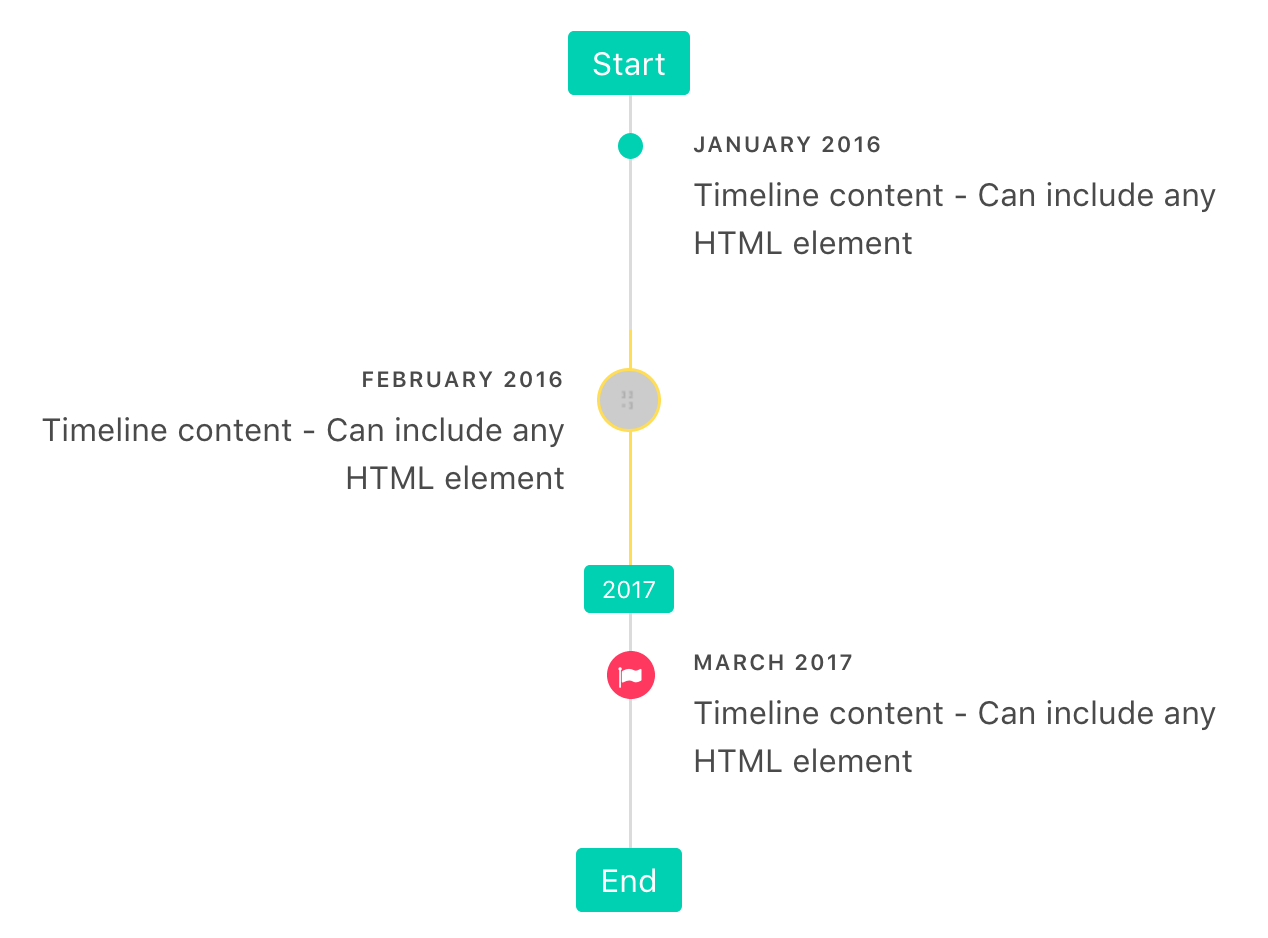 Start
JANUARY 2016
Timeline content - Can include any
HTML element
FEBRUARY 2016
Timeline content - Can include any
HTML element
2017
MARCH 2017
Timeline content - Can include any
HTML element
End